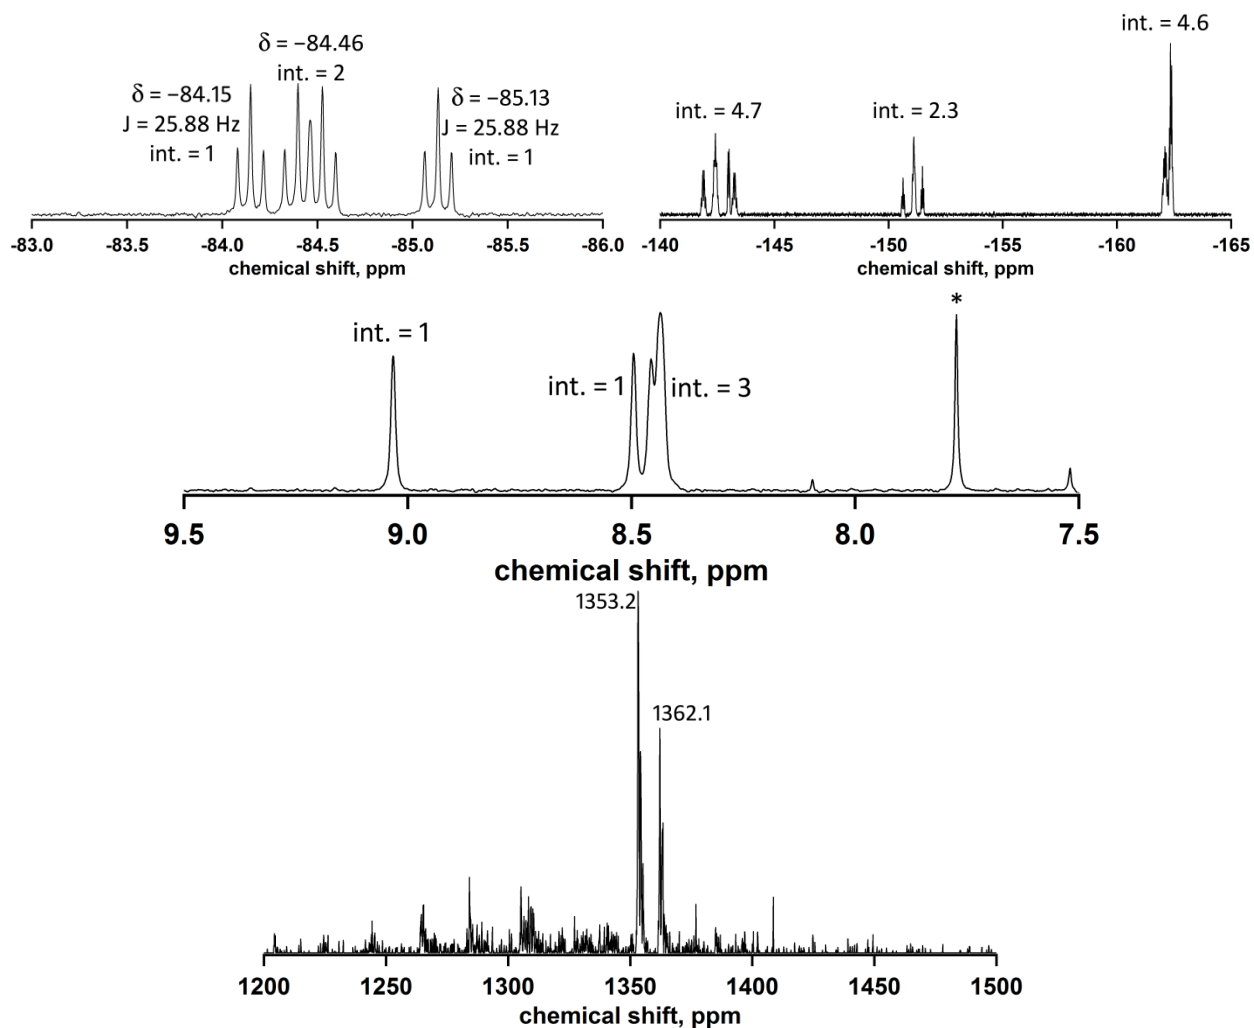 δ = −84.46
int. = 2
δ = −84.15
J = 25.88 Hz
int. = 1
δ = −85.13
J = 25.88 Hz
int. = 1
-83.0 -83.5 -84.0 -84.5 -85.0 -85.5 -86.0
chemical shift, ppm
int. = 4.6
int. = 4.7
int. = 2.3
-140 -145 -150 -155 -160 -165
chemical shift, ppm
*
int. = 1
int. = 1
int. = 3
9.5 9.0 8.5 8.0 7.5
chemical shift, ppm
1353.2
1362.1
1200 1250 1300 1350 1400 1450 1500
chemical shift, ppm